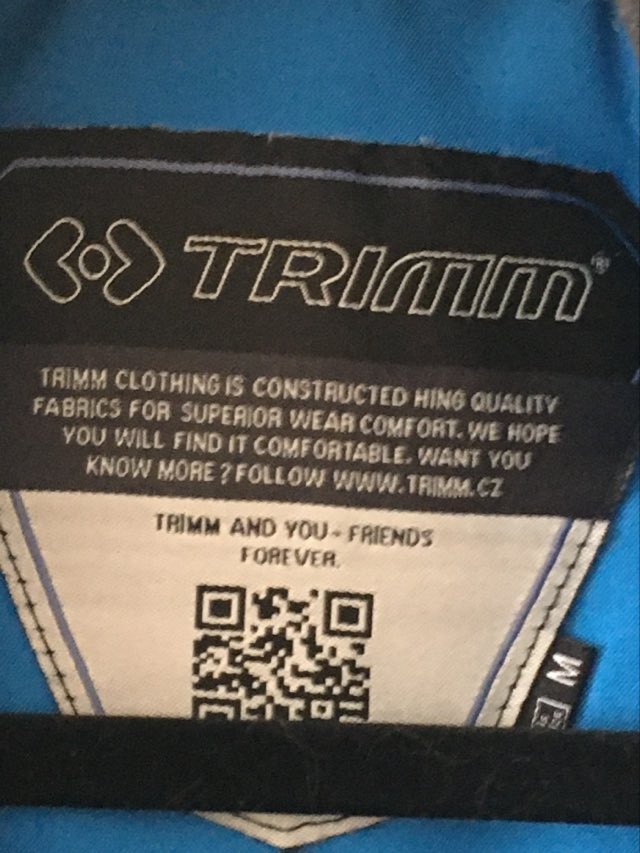 TRIMM®
TRIMM CLOTHING IS CONSTRUCTED HING QUALITY
FABRICS FOR SUPERIOR WEAR COMFORT. WE HOPE
YOU WILL FIND IT COMFORTABLE. WANT YOU
KNOW MORE? FOLLOW WWW.TRIMM.CZ
TRIMM AND YOU - FRIENDS
FOREVER.
M